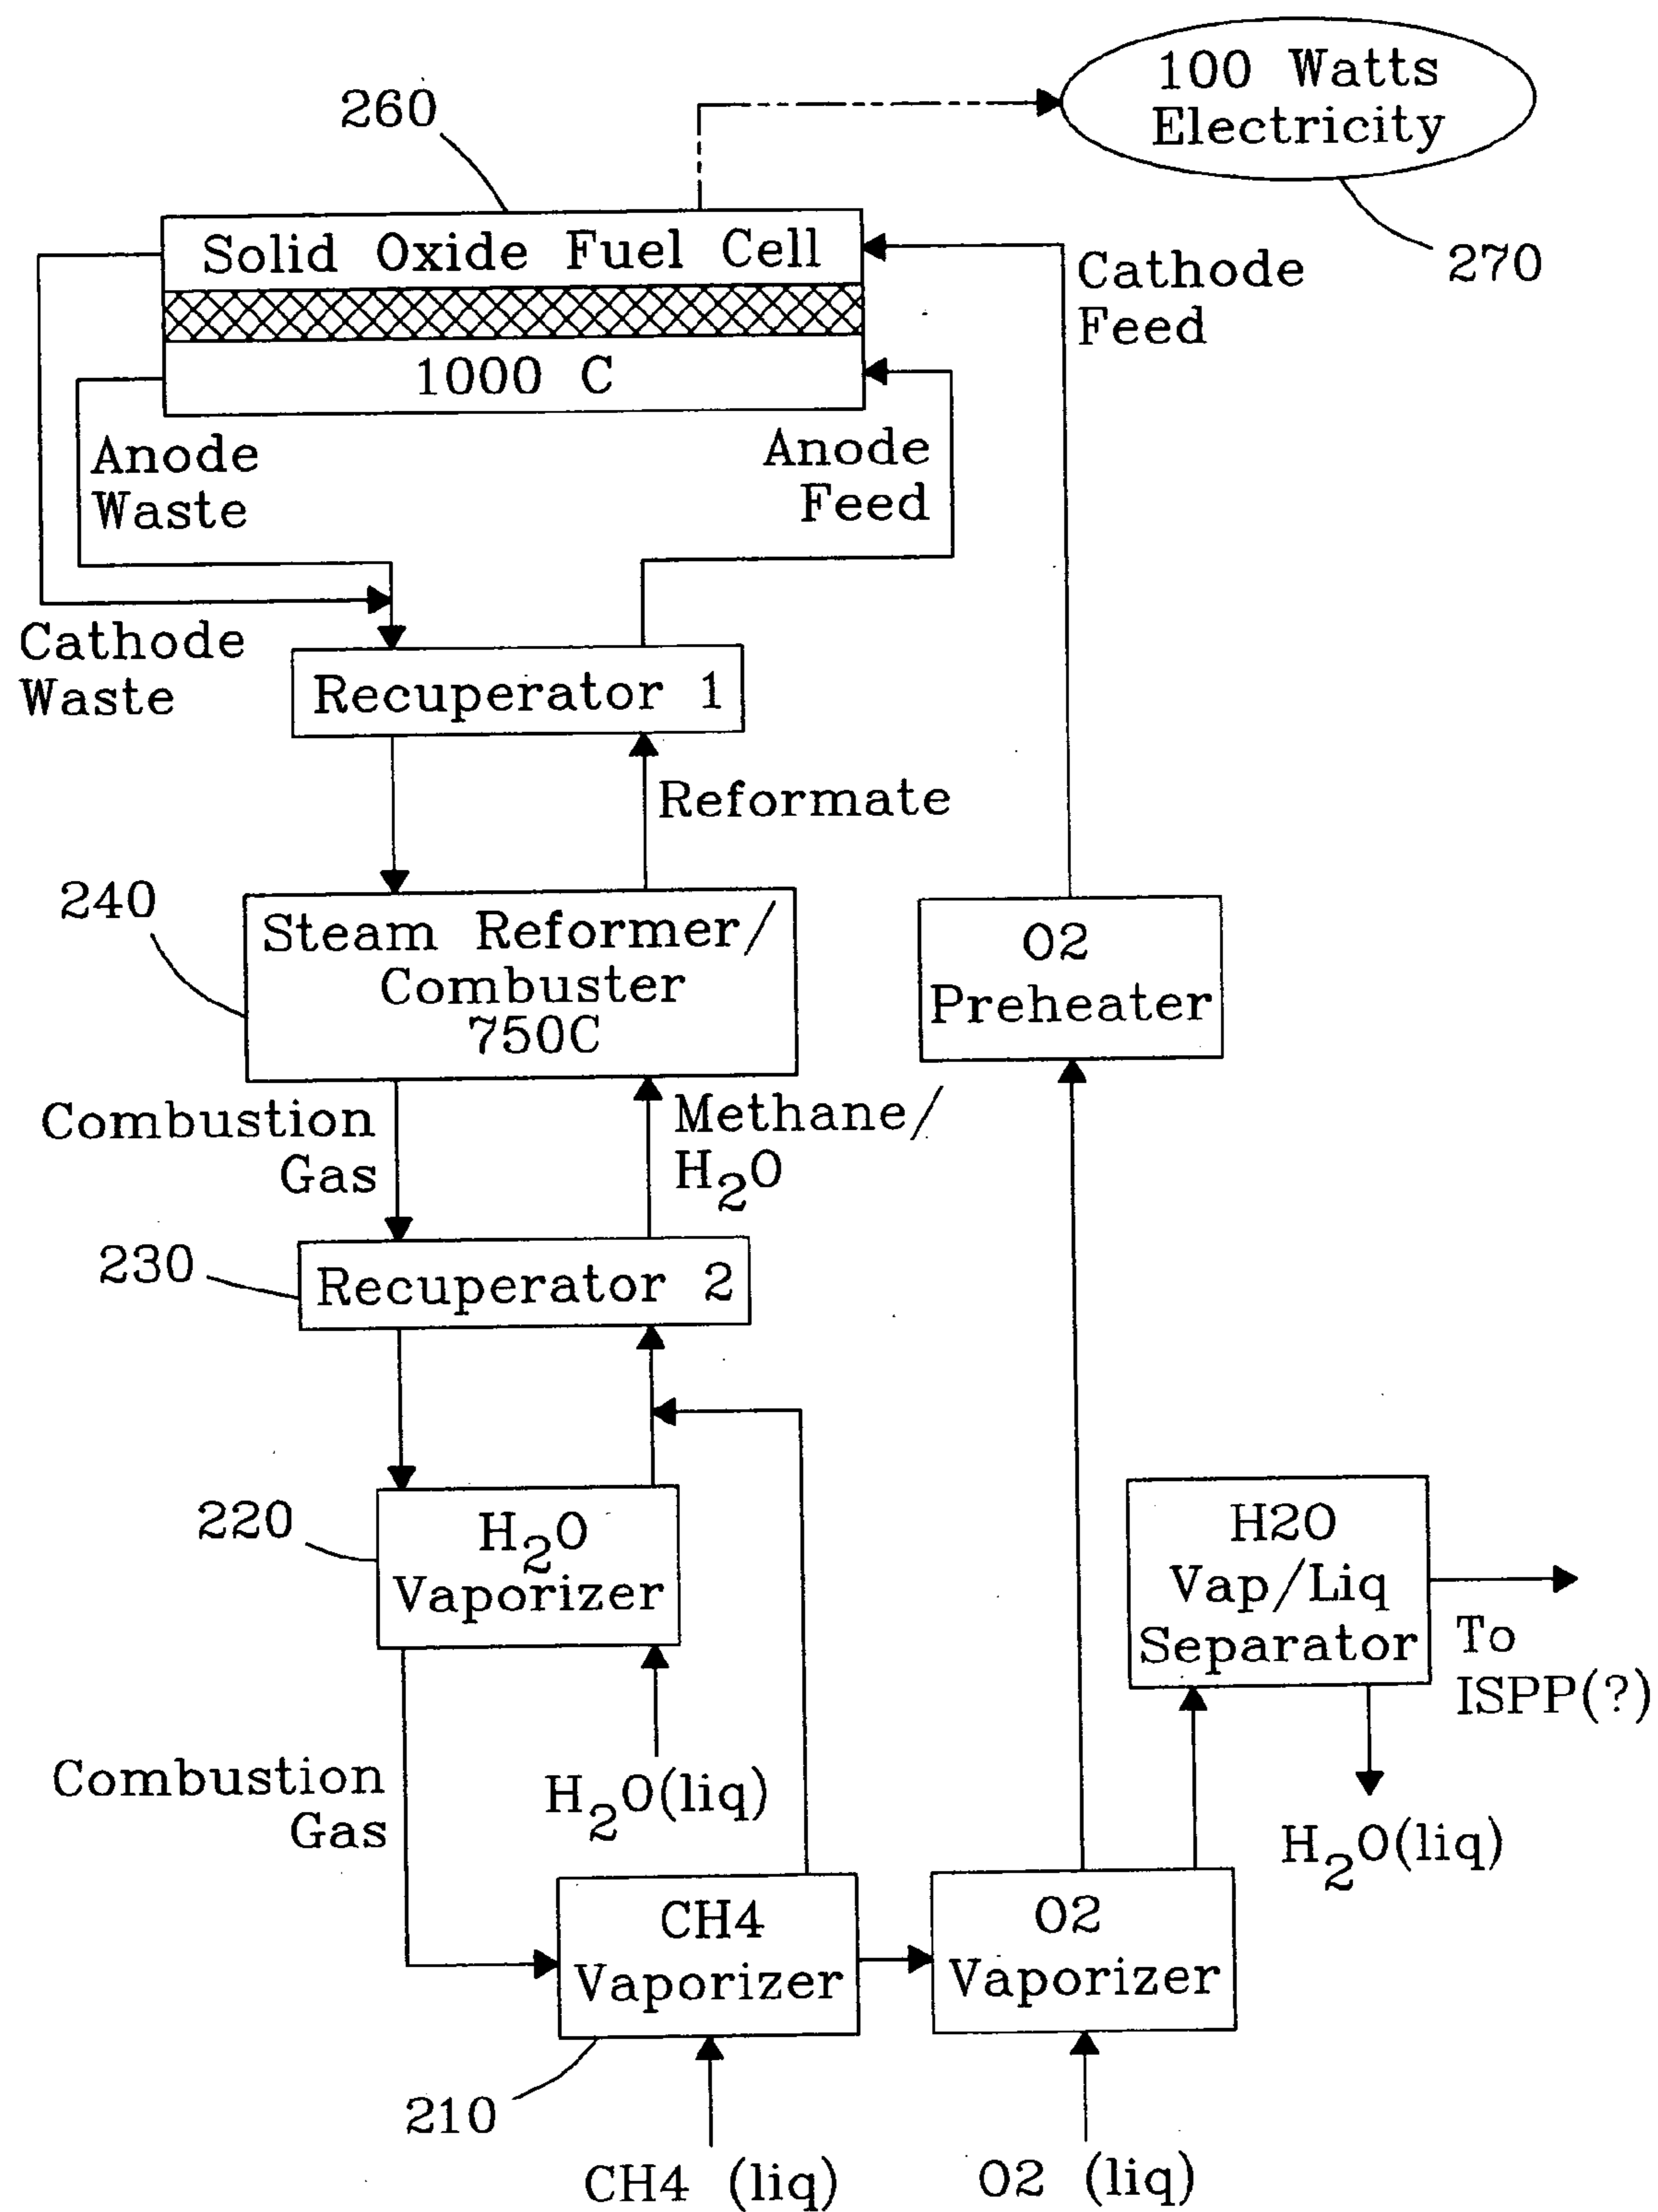 100 Watts
Electricity
260
270
Solid Oxide Fuel Cell
1000 C
Cathode
Feed
Anode
Waste
Anode
Feed
Cathode
Waste
Recuperator 1
Reformate
240
Steam Reformer/
Combuster
750C
O2
Preheater
Combustion
Gas
Methane/
H2O
230
Recuperator 2
220
H2O
Vaporizer
H2O
Vap/Liq
Separator
To
ISPP(?)
H2O(liq)
Combustion
Gas
H2O(liq)
CH4
Vaporizer
O2
Vaporizer
210
CH4 (liq)
O2 (liq)